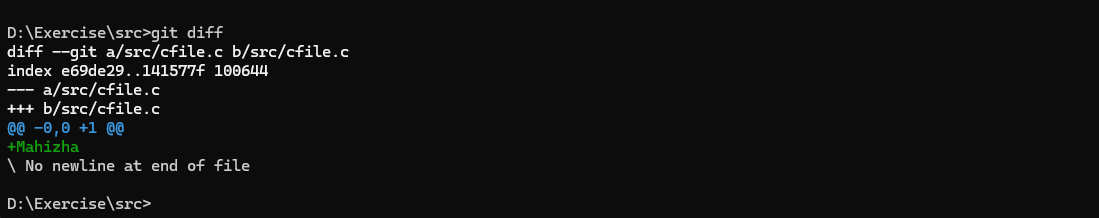 D:\Exercise\src>git diff
diff --git a/src/cfile.c b/src/cfile.c
index e69de29..141577f 100644
--- a/src/cfile.c
+++ b/src/cfile.c
@@ -0,0 +1 @@
+Mahizha
\ No newline at end of file
D:\Exercise\src>